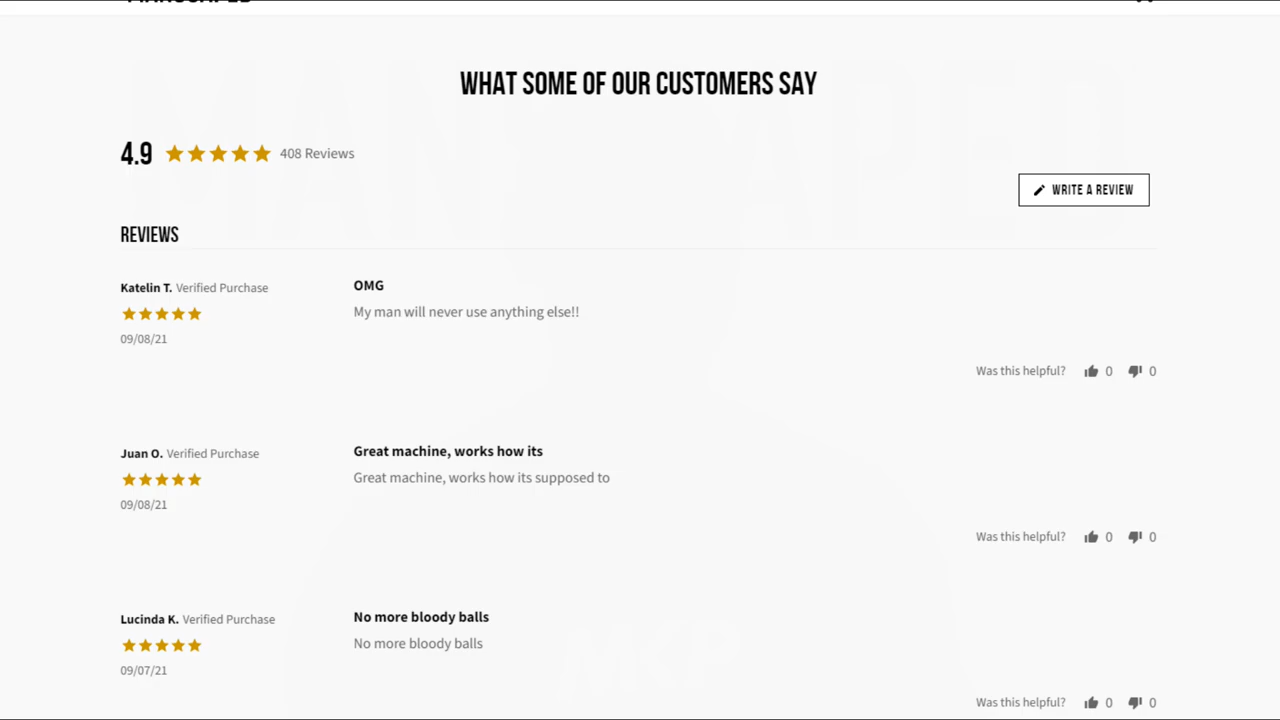 WHAT SOME OF OUR CUSTOMERS SAY
4.9 408 Reviews
WRITE A REVIEW
REVIEWS
Katelin T. Verified Purchase
09/08/21
OMG
My man will never use anything else!!
Was this helpful? 0 0
Juan O. Verified Purchase
09/08/21
Great machine, works how its
Great machine, works how its supposed to
Was this helpful? 0 0
Lucinda K. Verified Purchase
09/07/21
No more bloody balls
No more bloody balls
Was this helpful? 0 0